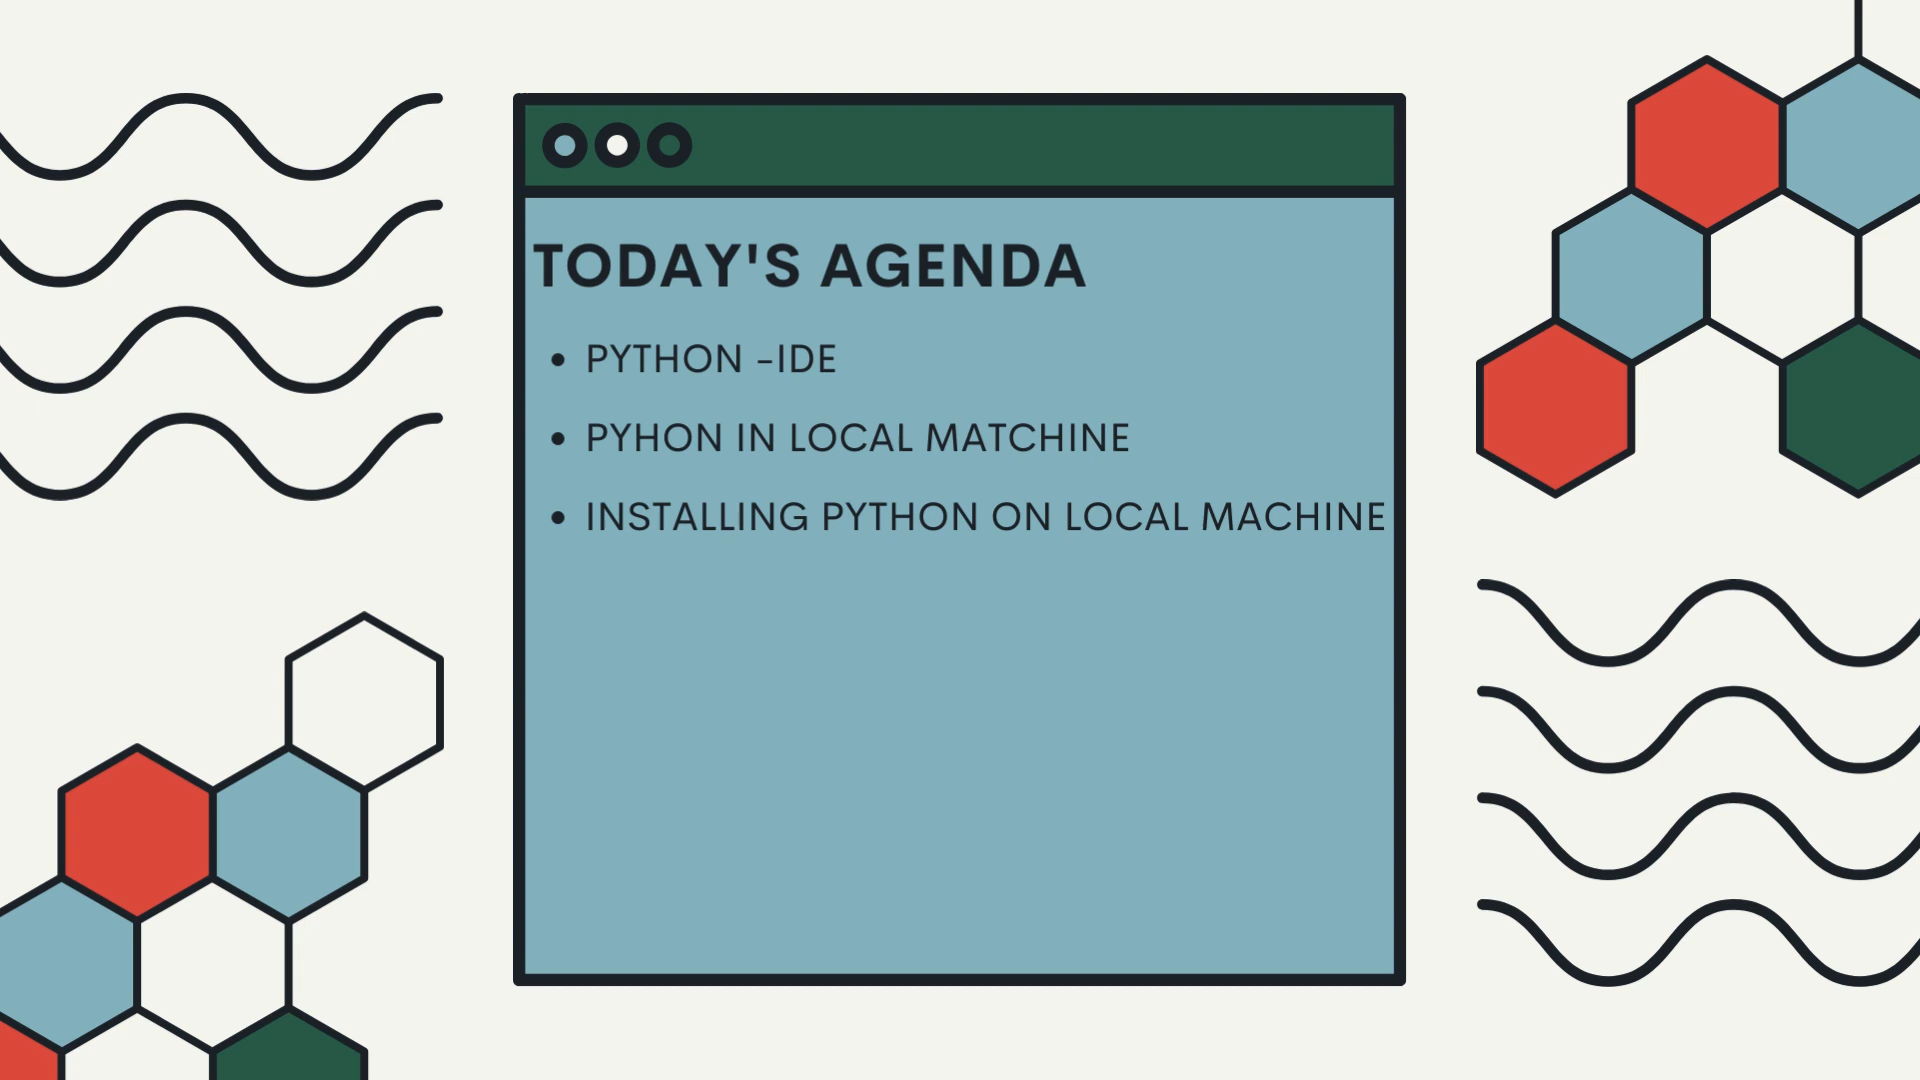 TODAY'S AGENDA
• PYTHON -IDE
• PYHON IN LOCAL MATCHINE
• INSTALLING PYTHON ON LOCAL MACHINE